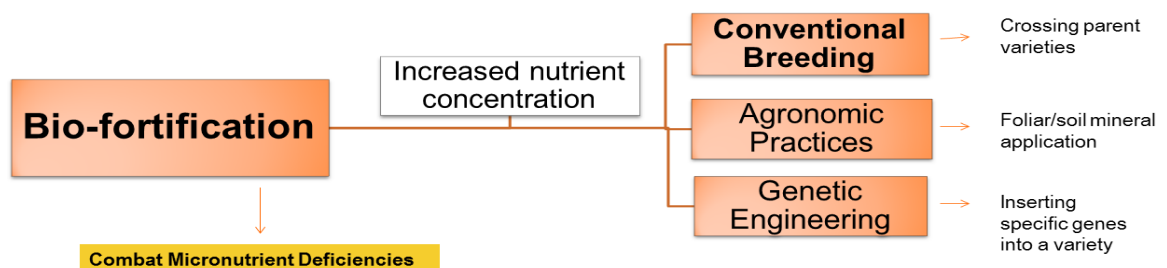 Bio-fortification
Combat Micronutrient Deficiencies
Increased nutrient
concentration
Conventional
Breeding
Crossing parent
varieties
Agronomic
Practices
Foliar/soil mineral
application
Genetic
Engineering
Inserting
specific genes
into a variety